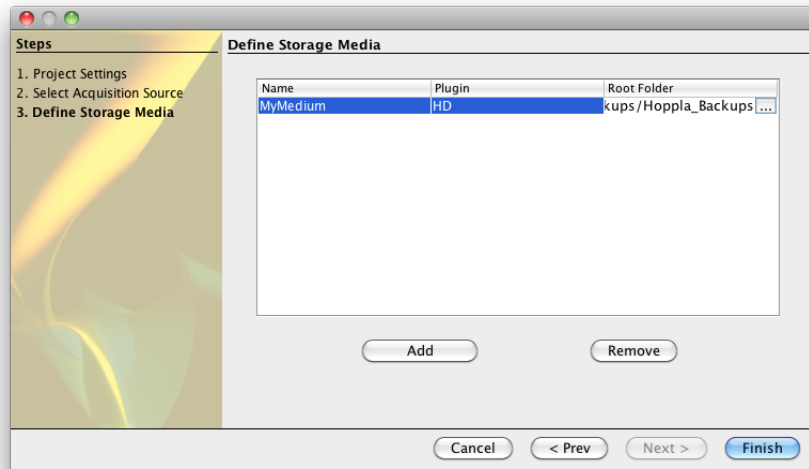 Steps
1. Project Settings
2. Select Acquisition Source
3. Define Storage Media
Define Storage Media
Name Plugin Root Folder
MyMedium HD kups/Hoppla_Backups ...
Add Remove
Cancel < Prev Next > Finish